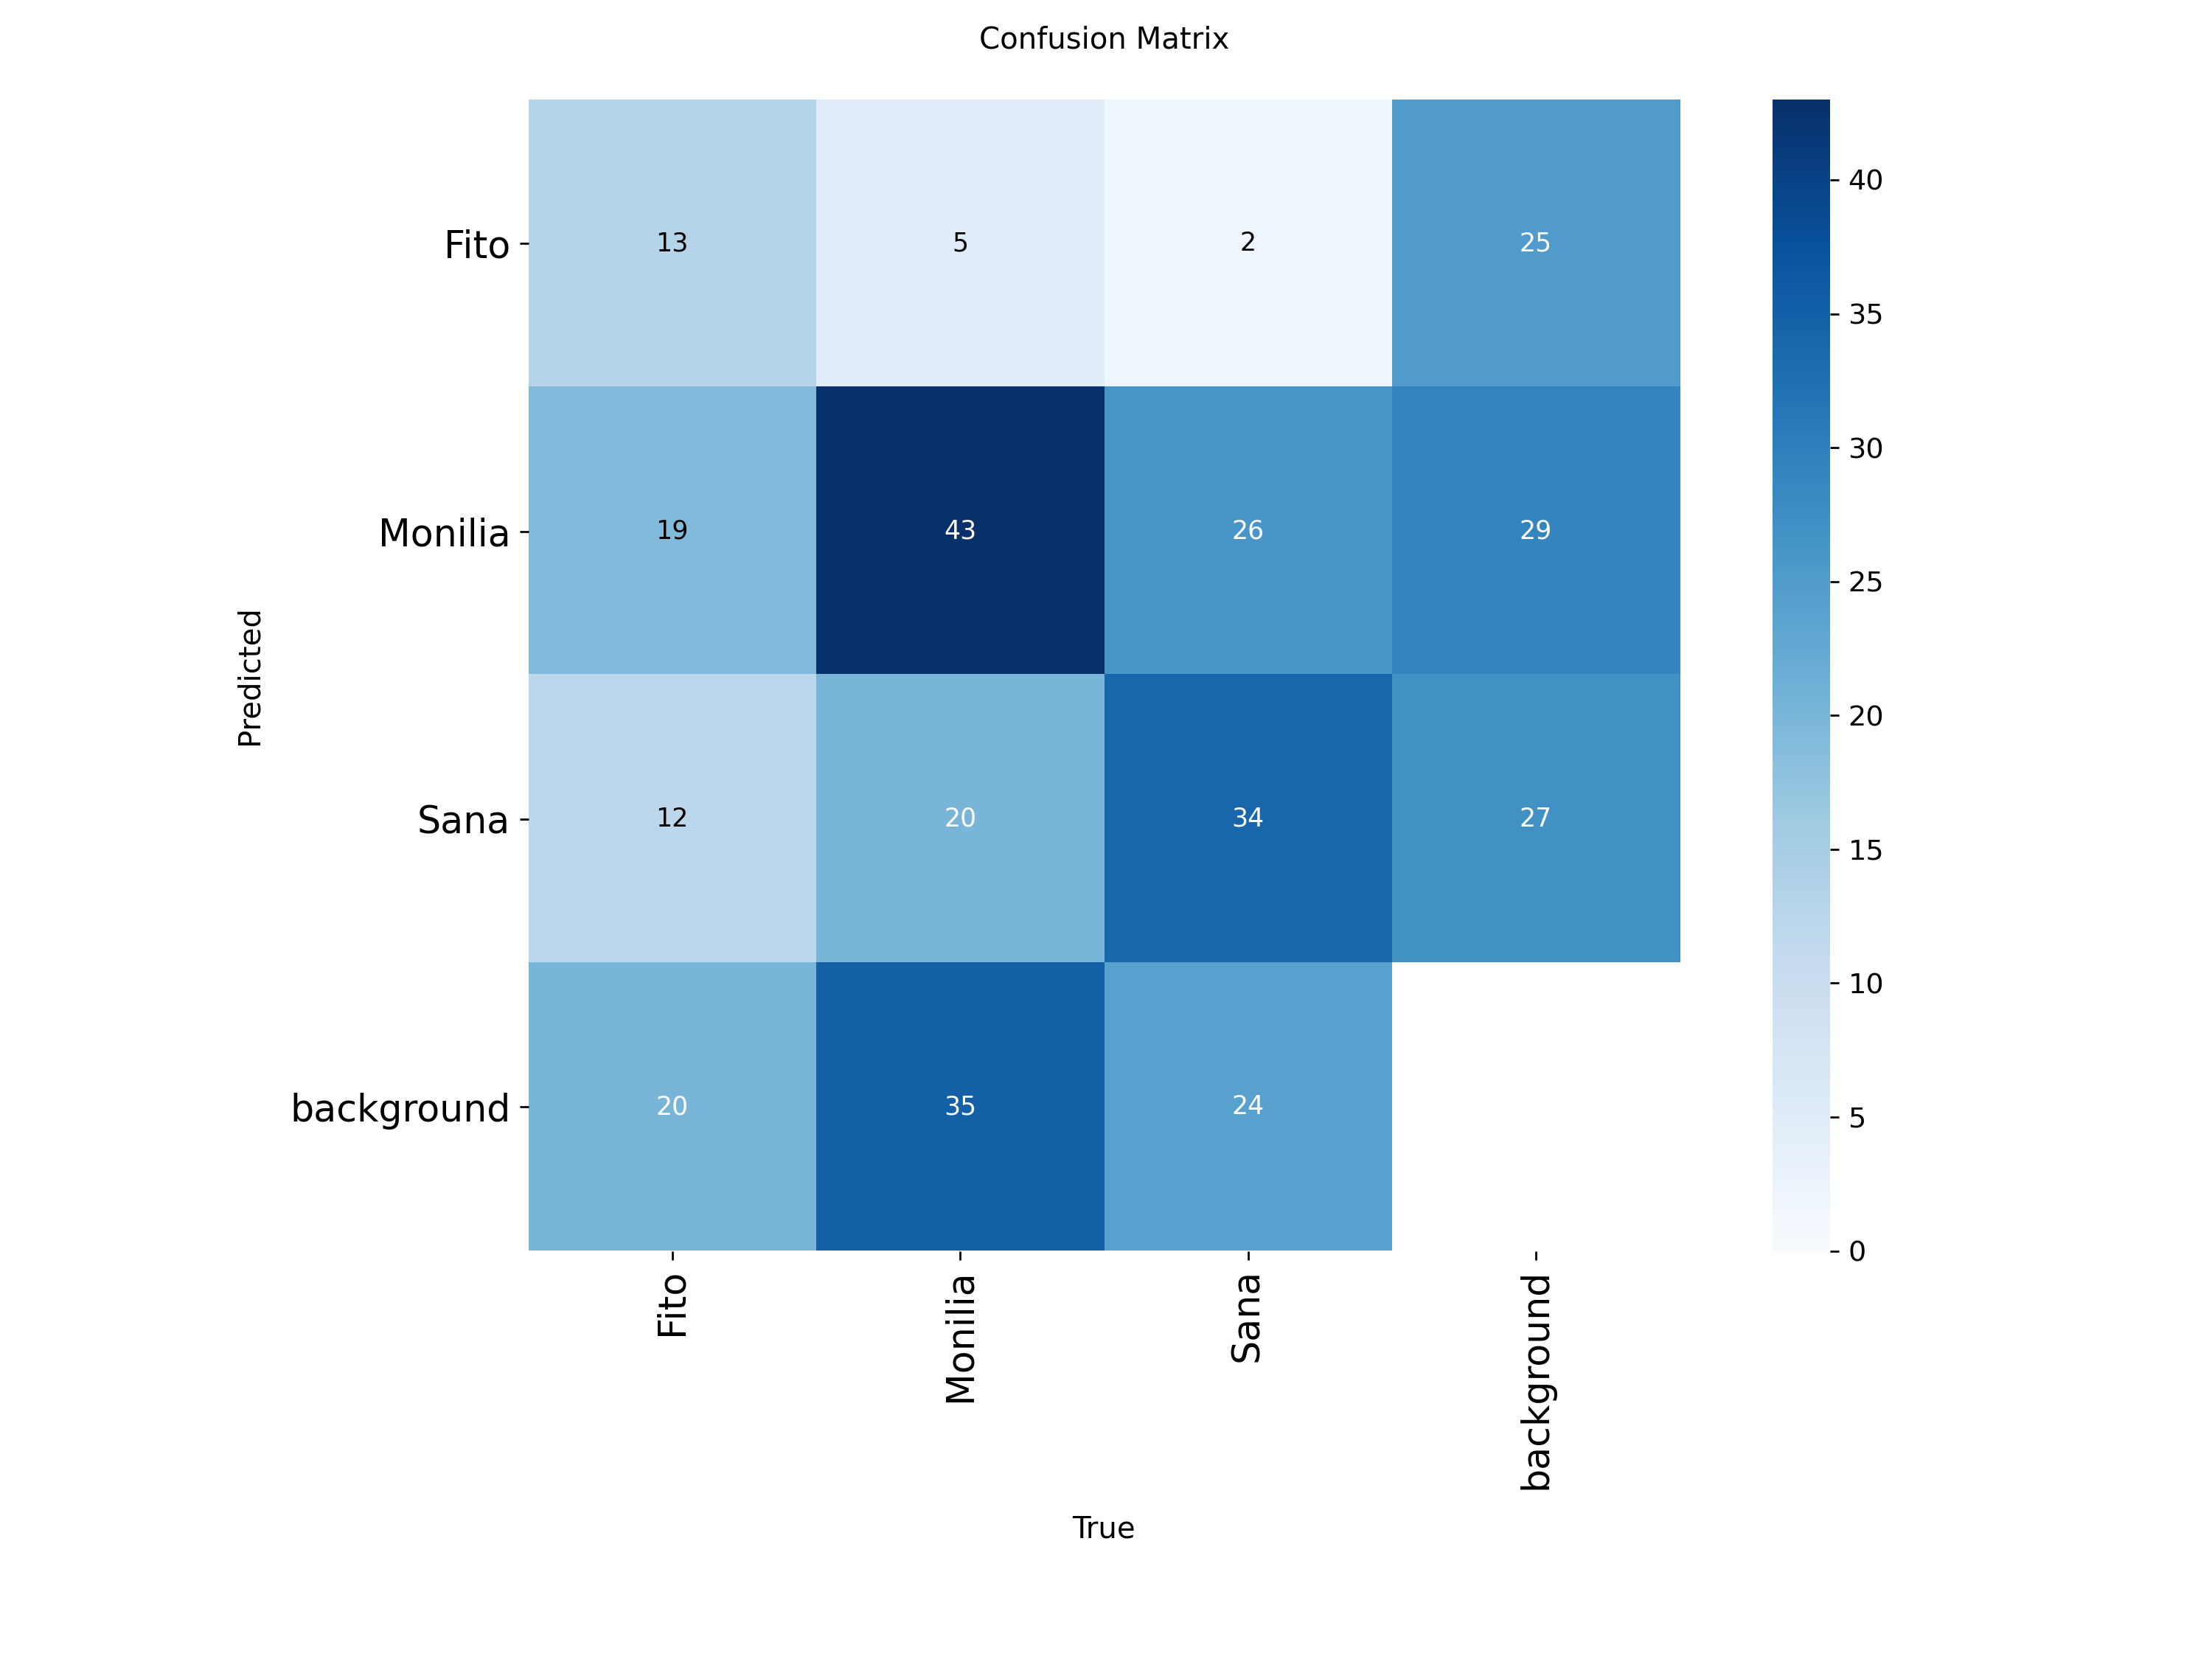 Confusion Matrix
Fito 13 5 2 25
Monilia 19 43 26 29
Sana 12 20 34 27
background 20 35 24
Predicted
Fito Monilia Sana background
True
40
35
30
25
20
15
10
5
0